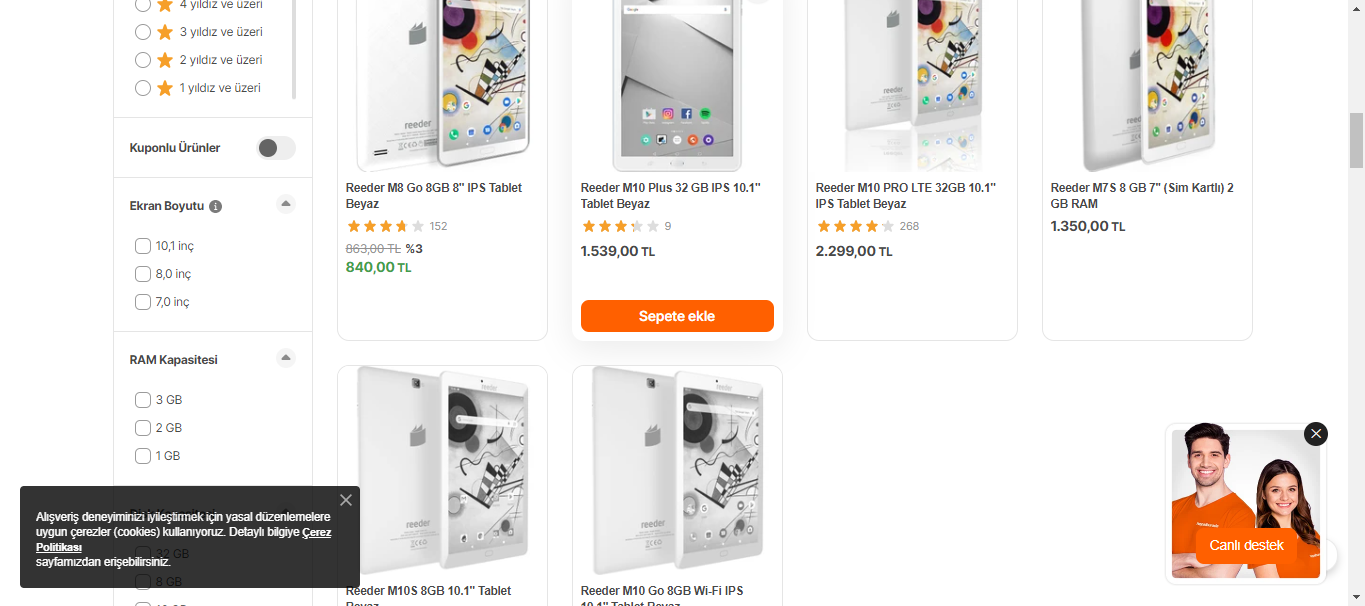 4 yıldız ve üzeri
3 yıldız ve üzeri
2 yıldız ve üzeri
1 yıldız ve üzeri
Kuponlu Ürünler
Ekran Boyutu
10,1 inç
8,0 inç
7,0 inç
RAM Kapasitesi
3 GB
2 GB
1 GB
32 GB
8 GB
Alışveriş deneyiminizi iyileştirmek için yasal düzenlemelere
uygun çerezler (cookies) kullanıyoruz. Detaylı bilgiye Çerez
Politikası
sayfamızdan erişebilirsiniz.
reeder
Reeder M8 Go 8GB 8" IPS Tablet
Beyaz
152
863,00 TL %3
840,00 TL
Reeder M10 Plus 32 GB IPS 10.1"
Tablet Beyaz
9
1.539,00 TL
Sepete ekle
reeder
Reeder M10 PRO LTE 32GB 10.1"
IPS Tablet Beyaz
268
2.299,00 TL
Reeder M7S 8 GB 7" (Sim Kartlı) 2
GB RAM
1.350,00 TL
reeder
reeder
Reeder M10S 8GB 10.1" Tablet
Beyaz
reeder
reeder
Reeder M10 Go 8GB Wi-Fi IPS
10.1" Tablet Beyaz
Canlı destek